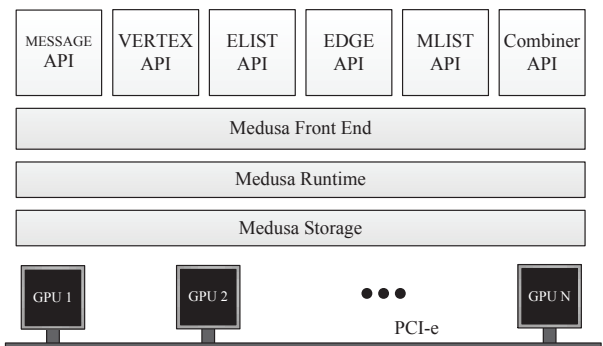 MESSAGE
API
VERTEX
API
ELIST
API
EDGE
API
MLIST
API
Combiner
API
Medusa Front End
Medusa Runtime
Medusa Storage
GPU 1
GPU 2
GPU N
PCI-e